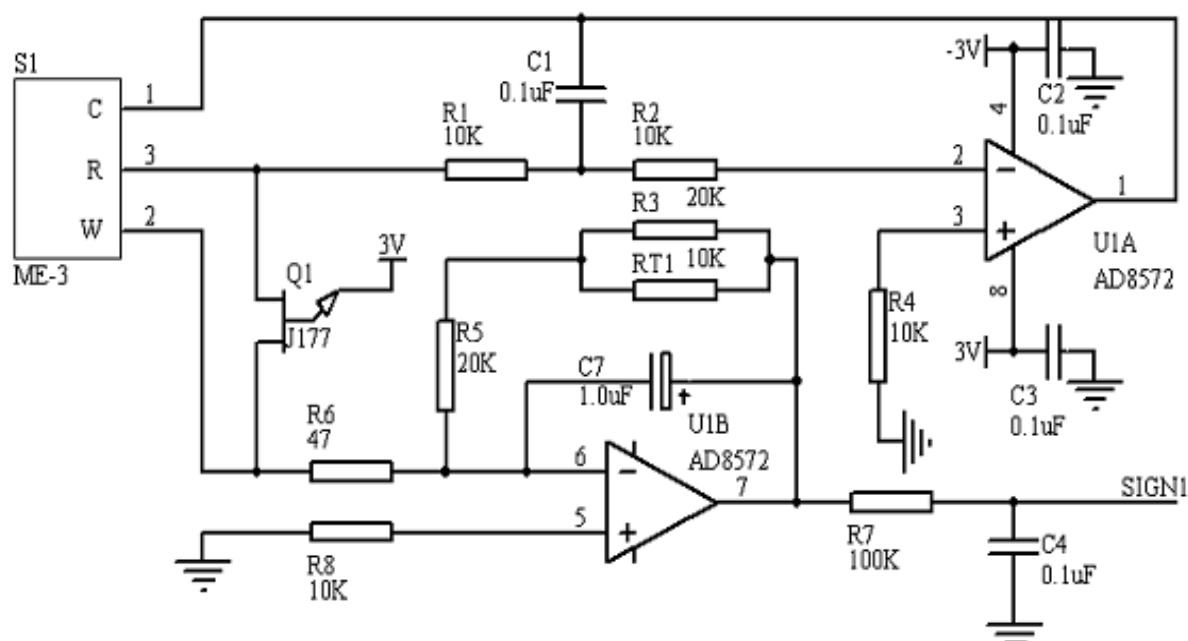 S1
C
1
R
3
W
2
ME-3
C1
0.1uF
R1
10K
R2
10K
-3V
4
C2
0.1uF
2
20K
R3
10K
RT1
3
1
U1A
AD8572
8
Q1
3V
J177
R5
20K
R4
10K
3V
C3
0.1uF
C7
1.0uF
+
U1B
AD8572
R6
47
6
7
5
R8
10K
R7
100K
SIGN1
C4
0.1uF